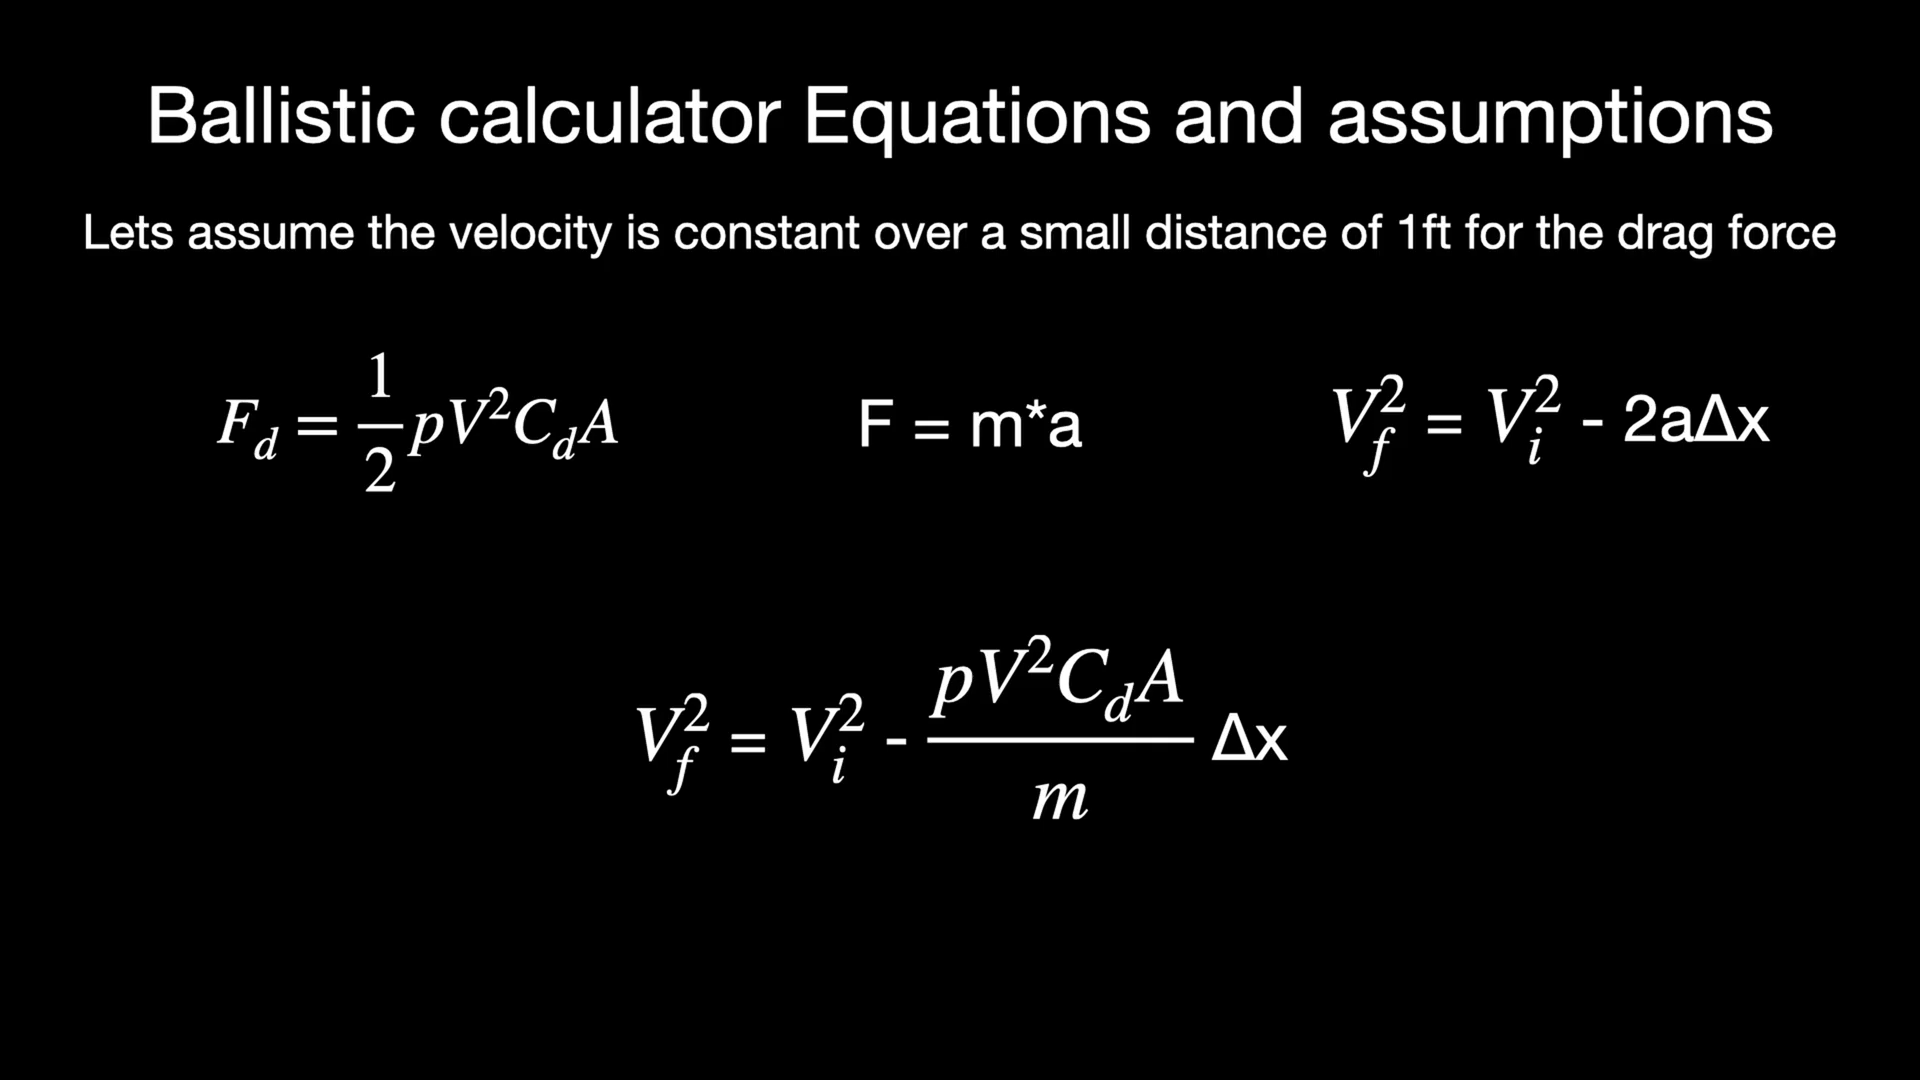 Ballistic calculator Equations and assumptions
Lets assume the velocity is constant over a small distance of 1ft for the drag force
$F_d = \frac{1}{2} pV^2 C_d A$
F = m*a
$V_f^2 = V_i^2$ - 2aΔx
$V_f^2 = V_i^2 - \frac{pV^2 C_d A}{m}$ Δx